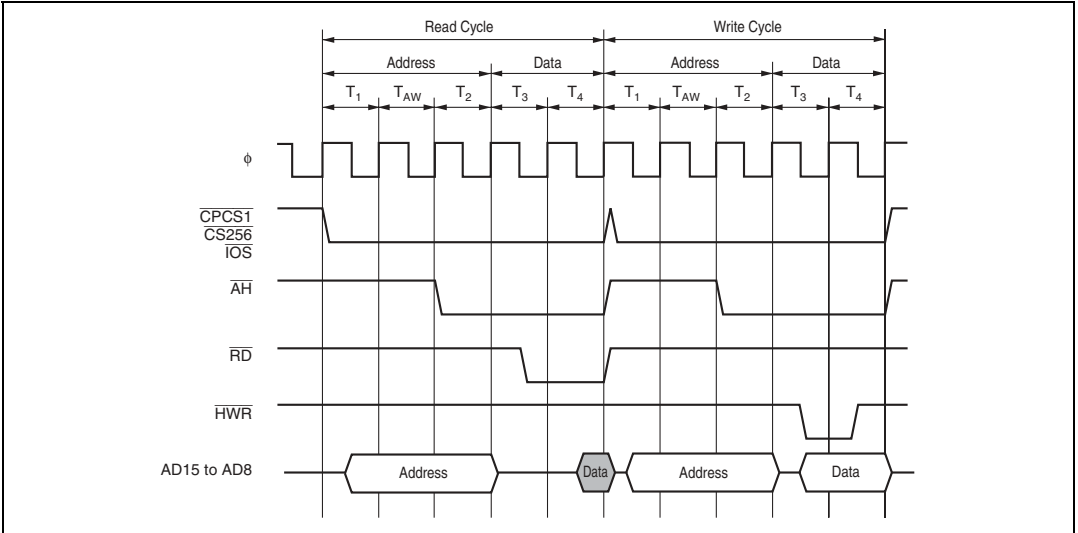 Read Cycle Write Cycle
Address Data Address Data
T1 TAW T2 T3 T4 T1 TAW T2 T3 T4
φ
CPCS1
CS256
IOS
AH
RD
HWR
AD15 to AD8 Address Data Address Data